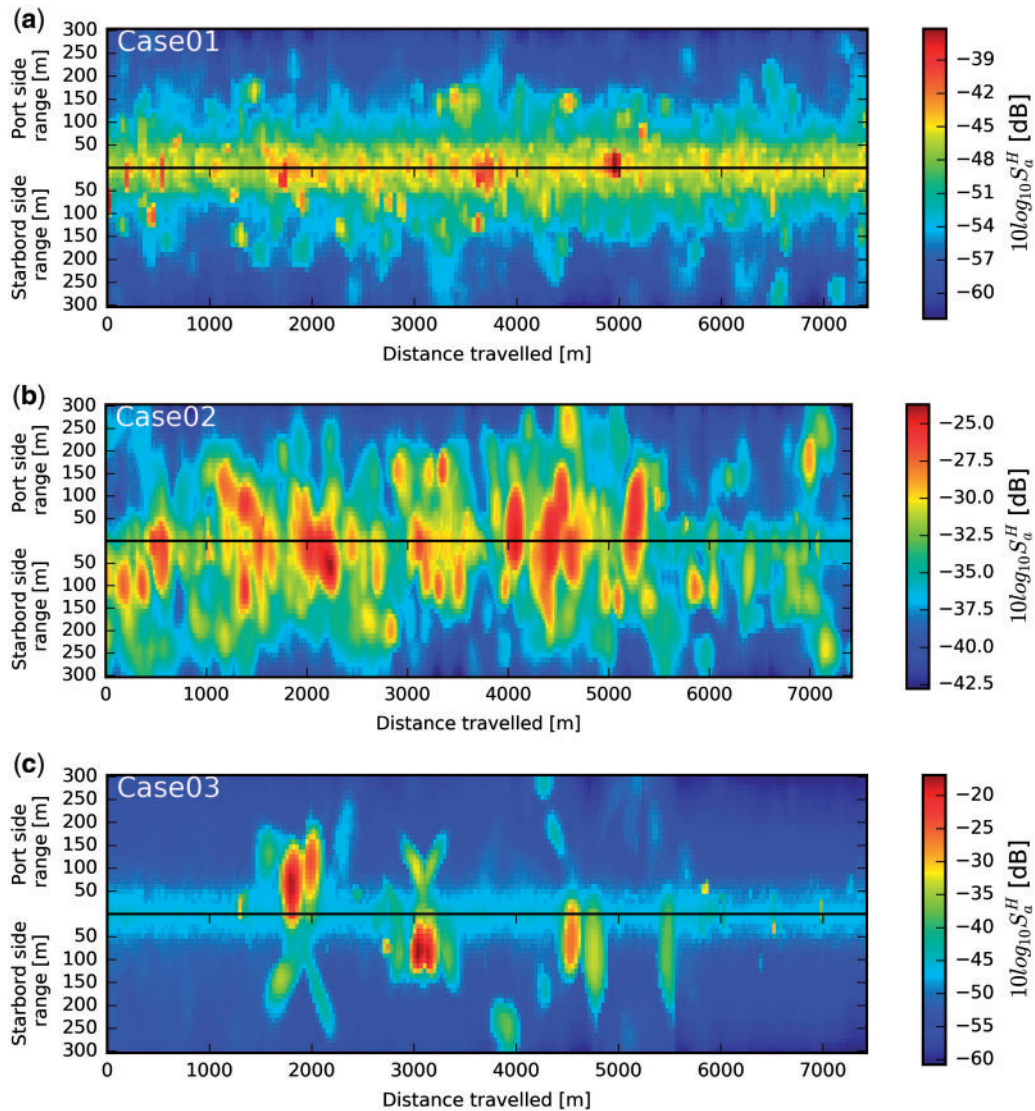 (a)
Case01
300
250
200
150
100
50
50
100
150
200
250
300
Port side
range [m]
Starbord side
range [m]
0 1000 2000 3000 4000 5000 6000 7000
Distance travelled [m]
−39
−42
−45
−48
−51
−54
−57
−60
10log₁₀Sₐᴴ [dB]
(b)
Case02
300
250
200
150
100
50
50
100
150
200
250
300
Port side
range [m]
Starbord side
range [m]
0 1000 2000 3000 4000 5000 6000 7000
Distance travelled [m]
−25.0
−27.5
−30.0
−32.5
−35.0
−37.5
−40.0
−42.5
10log₁₀Sₐᴴ [dB]
(c)
Case03
300
250
200
150
100
50
50
100
150
200
250
300
Port side
range [m]
Starbord side
range [m]
0 1000 2000 3000 4000 5000 6000 7000
Distance travelled [m]
−20
−25
−30
−35
−40
−45
−50
−55
−60
10log₁₀Sₐᴴ [dB]